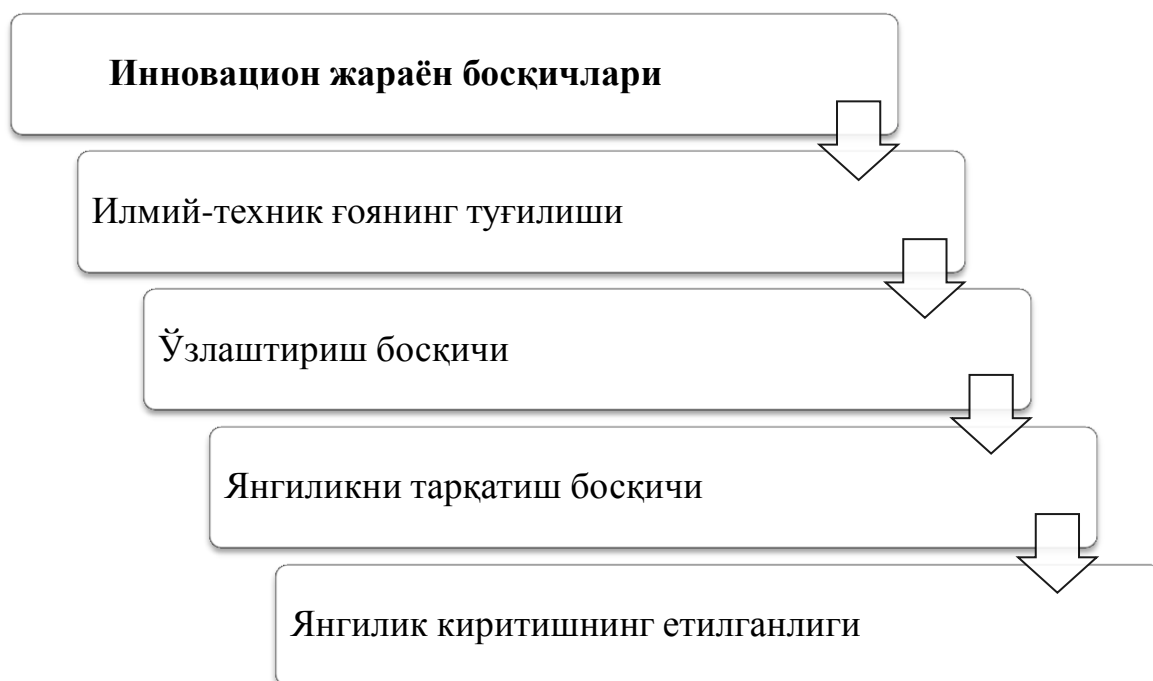 Инновацион жараён босқичлари
Илмий-техник ғоянинг туғилиши
Ўзлаштириш босқичи
Янгиликни тарқатиш босқичи
Янгилик киритишнинг етилганлиги